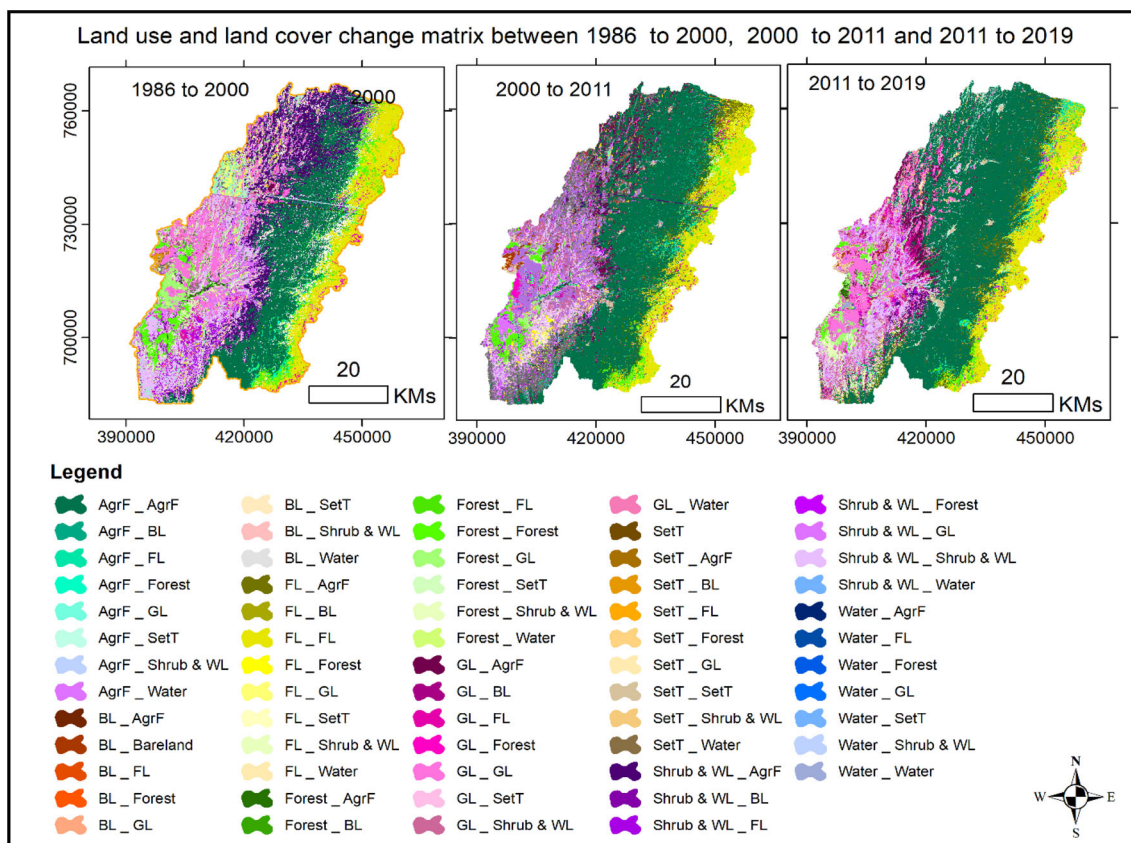 Land use and land cover change matrix between 1986 to 2000, 2000 to 2011 and 2011 to 2019
1986 to 2000
2000
2000 to 2011
2011 to 2019
760000
730000
700000
20
KMs
20
KMs
20
KMs
390000 420000 450000
390000 420000 450000
390000 420000 450000
Legend
AgrF _ AgrF
AgrF _ BL
AgrF _ FL
AgrF _ Forest
AgrF _ GL
AgrF _ SetT
AgrF _ Shrub & WL
AgrF _ Water
BL _ AgrF
BL _ Bareland
BL _ FL
BL _ Forest
BL _ GL
BL _ SetT
BL _ Shrub & WL
BL _ Water
FL _ AgrF
FL _ BL
FL _ FL
FL _ Forest
FL _ GL
FL _ SetT
FL _ Shrub & WL
FL _ Water
Forest _ AgrF
Forest _ BL
Forest _ FL
Forest _ Forest
Forest _ GL
Forest _ SetT
Forest _ Shrub & WL
Forest _ Water
GL _ AgrF
GL _ BL
GL _ FL
GL _ Forest
GL _ GL
GL _ SetT
GL _ Shrub & WL
GL _ Water
SetT
SetT _ AgrF
SetT _ BL
SetT _ FL
SetT _ Forest
SetT _ GL
SetT _ SetT
SetT _ Shrub & WL
SetT _ Water
Shrub & WL _ AgrF
Shrub & WL _ BL
Shrub & WL _ FL
Shrub & WL _ Forest
Shrub & WL _ GL
Shrub & WL _ Shrub & WL
Shrub & WL _ Water
Water _ AgrF
Water _ FL
Water _ Forest
Water _ GL
Water _ SetT
Water _ Shrub & WL
Water _ Water
N
W E
S